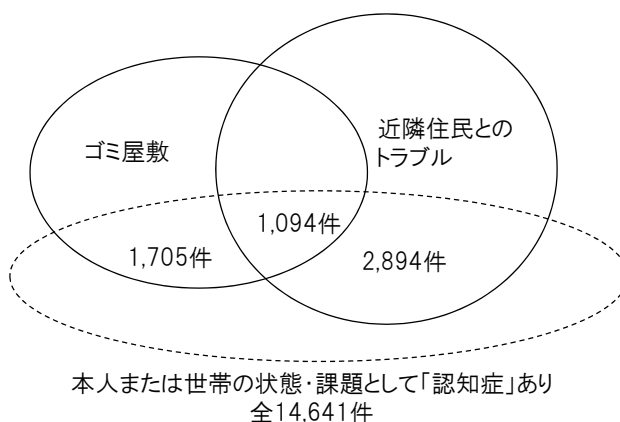 ゴミ屋敷
近隣住民との
トラブル
1,094件
1,705件
2,894件
本人または世帯の状態・課題として「認知症」あり
全14,641件